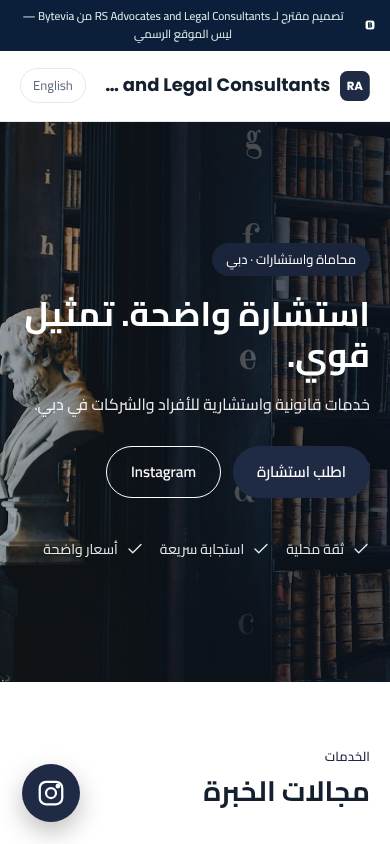 تصميم مقترح لـ RS Advocates and Legal Consultants من Bytevia —
ليس الموقع الرسمي
B
RA
... and Legal Consultants
English
k
g
i
f
h
g
e
d
c
محاماة واستشارات · دبي
استشارة واضحة. تمثيل
قوي.
خدمات قانونية واستشارية للأفراد والشركات في دبي.
اطلب استشارة
Instagram
ثقة محلية
استجابة سريعة
أسعار واضحة
الخدمات
مجالات الخبرة